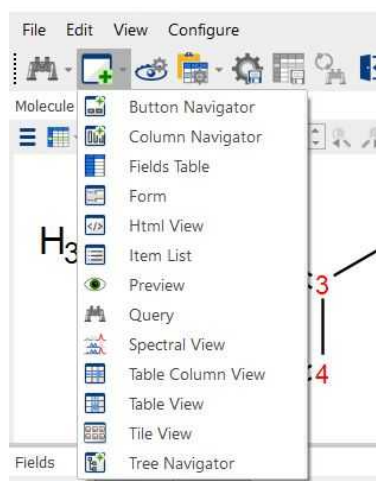 File Edit View Configure
Molecule
Button Navigator
Column Navigator
Fields Table
Form
Html View
H3
Item List
Preview
3
Query
Spectral View
Table Column View
4
Table View
Tile View
Fields
Tree Navigator